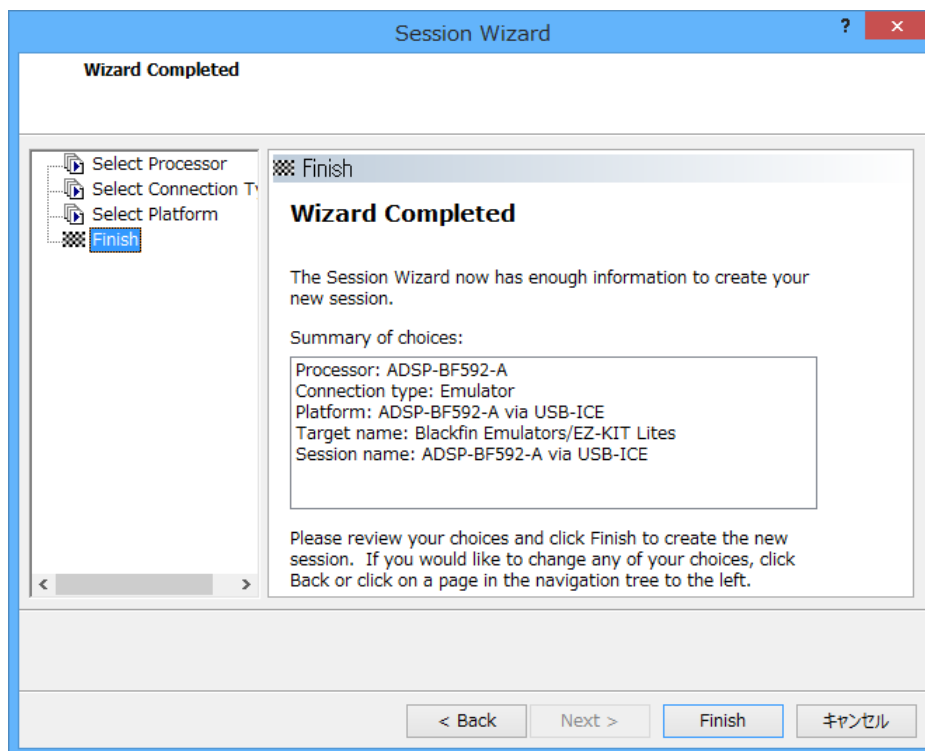 Session Wizard
?
×
Wizard Completed
Select Processor
Select Connection Ty
Select Platform
Finish
Finish
Wizard Completed
The Session Wizard now has enough information to create your
new session.
Summary of choices:
Processor: ADSP-BF592-A
Connection type: Emulator
Platform: ADSP-BF592-A via USB-ICE
Target name: Blackfin Emulators/EZ-KIT Lites
Session name: ADSP-BF592-A via USB-ICE
Please review your choices and click Finish to create the new
session.  If you would like to change any of your choices, click
Back or click on a page in the navigation tree to the left.
< Back
Next >
Finish
キャンセル